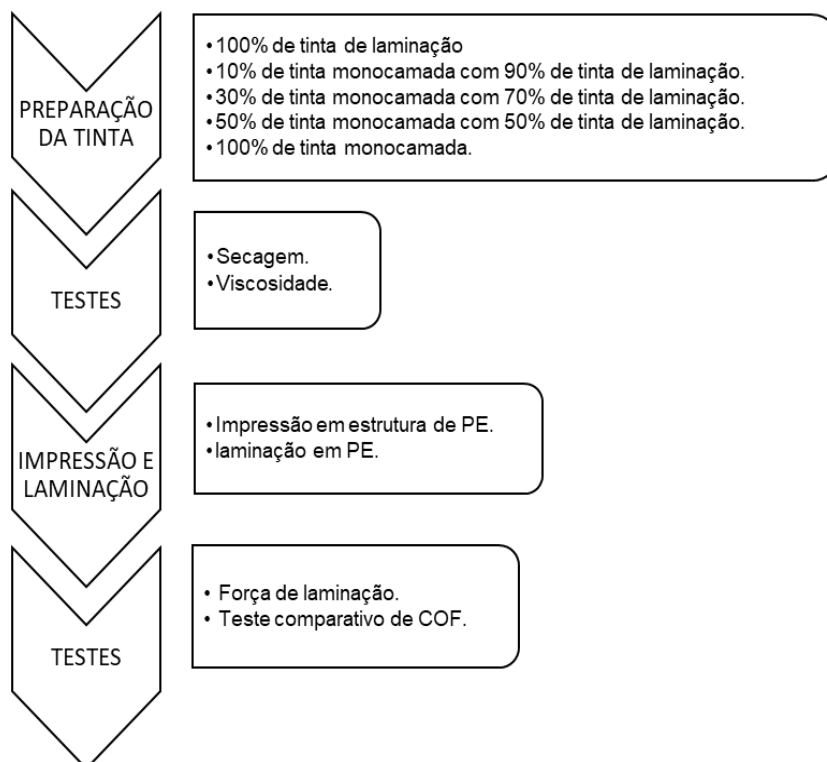 PREPARAÇÃO
DA TINTA
•100% de tinta de laminação
•10% de tinta monocamada com 90% de tinta de laminação.
•30% de tinta monocamada com 70% de tinta de laminação.
•50% de tinta monocamada com 50% de tinta de laminação.
•100% de tinta monocamada.
TESTES
•Secagem.
•Viscosidade.
IMPRESSÃO E
LAMINAÇÃO
•Impressão em estrutura de PE.
•laminação em PE.
TESTES
• Força de laminação.
• Teste comparativo de COF.